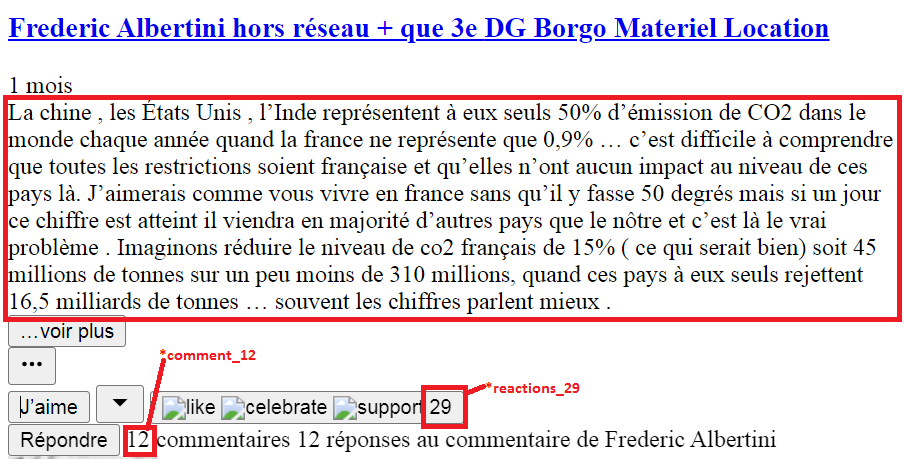 Frederic Albertini hors réseau + que 3e DG Borgo Materiel Location
1 mois
La chine , les États Unis , l’Inde représentent à eux seuls 50% d’émission de CO2 dans le
monde chaque année quand la france ne représente que 0,9% … c’est difficile à comprendre
que toutes les restrictions soient française et qu’elles n’ont aucun impact au niveau de ces
pays là. J’aimerais comme vous vivre en france sans qu’il y fasse 50 degrés mais si un jour
ce chiffre est atteint il viendra en majorité d’autres pays que le nôtre et c’est là le vrai
problème . Imaginons réduire le niveau de co2 français de 15% ( ce qui serait bien) soit 45
millions de tonnes sur un peu moins de 310 millions, quand ces pays à eux seuls rejettent
16,5 milliards de tonnes … souvent les chiffres parlent mieux .
…voir plus
•••
*comment_12
*reactions_29
J’aime like celebrate support 29
Répondre 12 commentaires 12 réponses au commentaire de Frederic Albertini